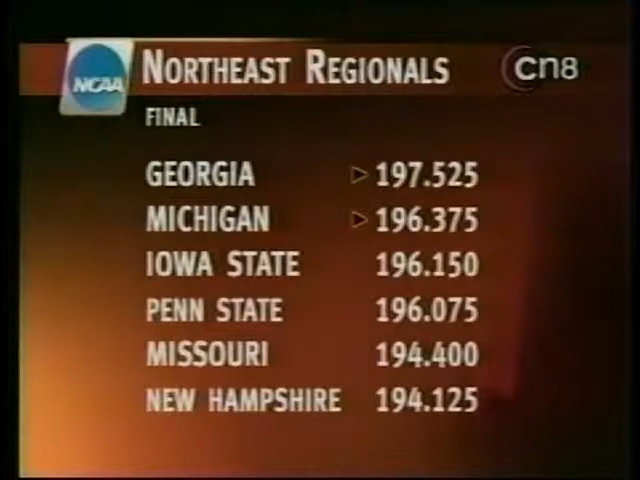 NCAA NORTHEAST REGIONALS cn8
FINAL
GEORGIA 197.525
MICHIGAN 196.375
IOWA STATE 196.150
PENN STATE 196.075
MISSOURI 194.400
NEW HAMPSHIRE 194.125